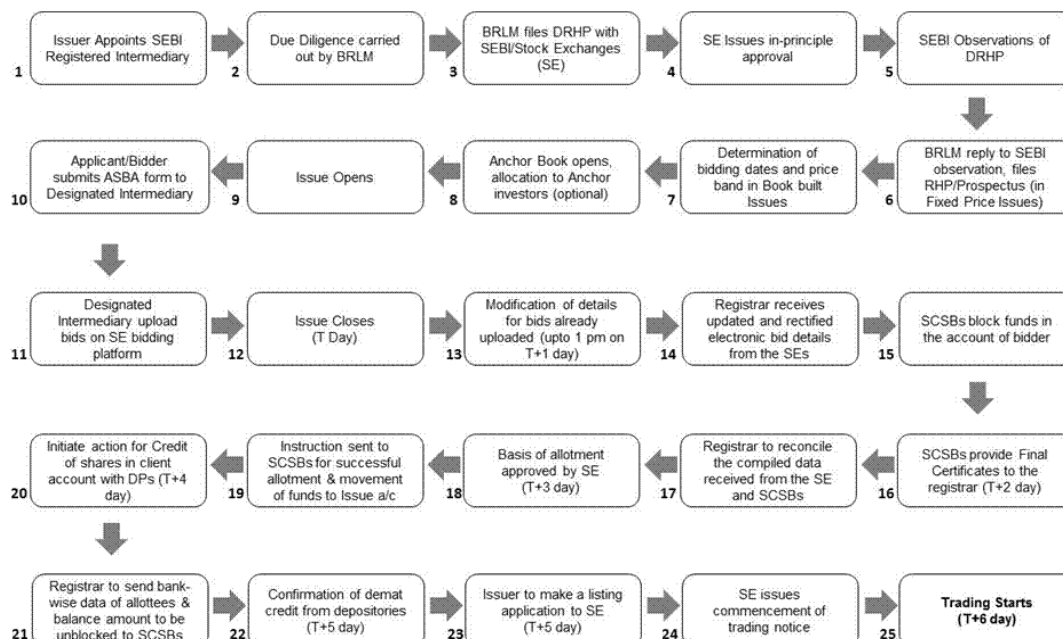 Issuer Appoints SEBI
Registered Intermediary
1
Due Diligence carried
out by BRLM
2
BRLM files DRHP with
SEBI/Stock Exchanges
(SE)
3
SE Issues in-principle
approval
4
SEBI Observations of
DRHP
5
BRLM reply to SEBI
observation, files
RHP/Prospectus (in
Fixed Price Issues)
6
Determination of
bidding dates and price
band in Book built
Issues
7
Anchor Book opens,
allocation to Anchor
investors (optional)
8
Issue Opens
9
Applicant/Bidder
submits ASBA form to
Designated Intermediary
10
Designated
Intermediary upload
bids on SE bidding
platform
11
Issue Closes
(T Day)
12
Modification of details
for bids already
uploaded (upto 1 pm on
T+1 day)
13
Registrar receives
updated and rectified
electronic bid details
from the SEs
14
SCSBs block funds in
the account of bidder
15
SCSBs provide Final
Certificates to the
registrar (T+2 day)
16
Registrar to reconcile
the compiled data
received from the SE
and SCSBs
17
Basis of allotment
approved by SE
(T+3 day)
18
Instruction sent to
SCSBs for successful
allotment & movement
of funds to Issue a/c
19
Initiate action for Credit
of shares in client
account with DPs (T+4
day)
20
Registrar to send bank-
wise data of allottees &
balance amount to be
unblocked to SCSBs
21
Confirmation of demat
credit from depositories
(T+5 day)
22
Issuer to make a listing
application to SE
(T+5 day)
23
SE issues
commencement of
trading notice
24
Trading Starts
(T+6 day)
25